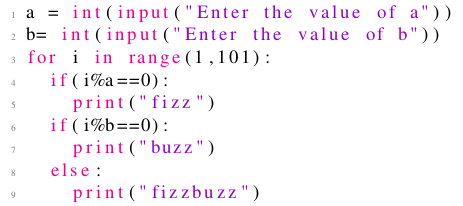 1 a = int(input("Enter the value of a"))
2 b= int(input("Enter the value of b"))
3 for i in range(1,101):
4   if(i%a==0):
5     print("fizz")
6   if(i%b==0):
7     print("buzz")
8   else:
9     print("fizzbuzz")